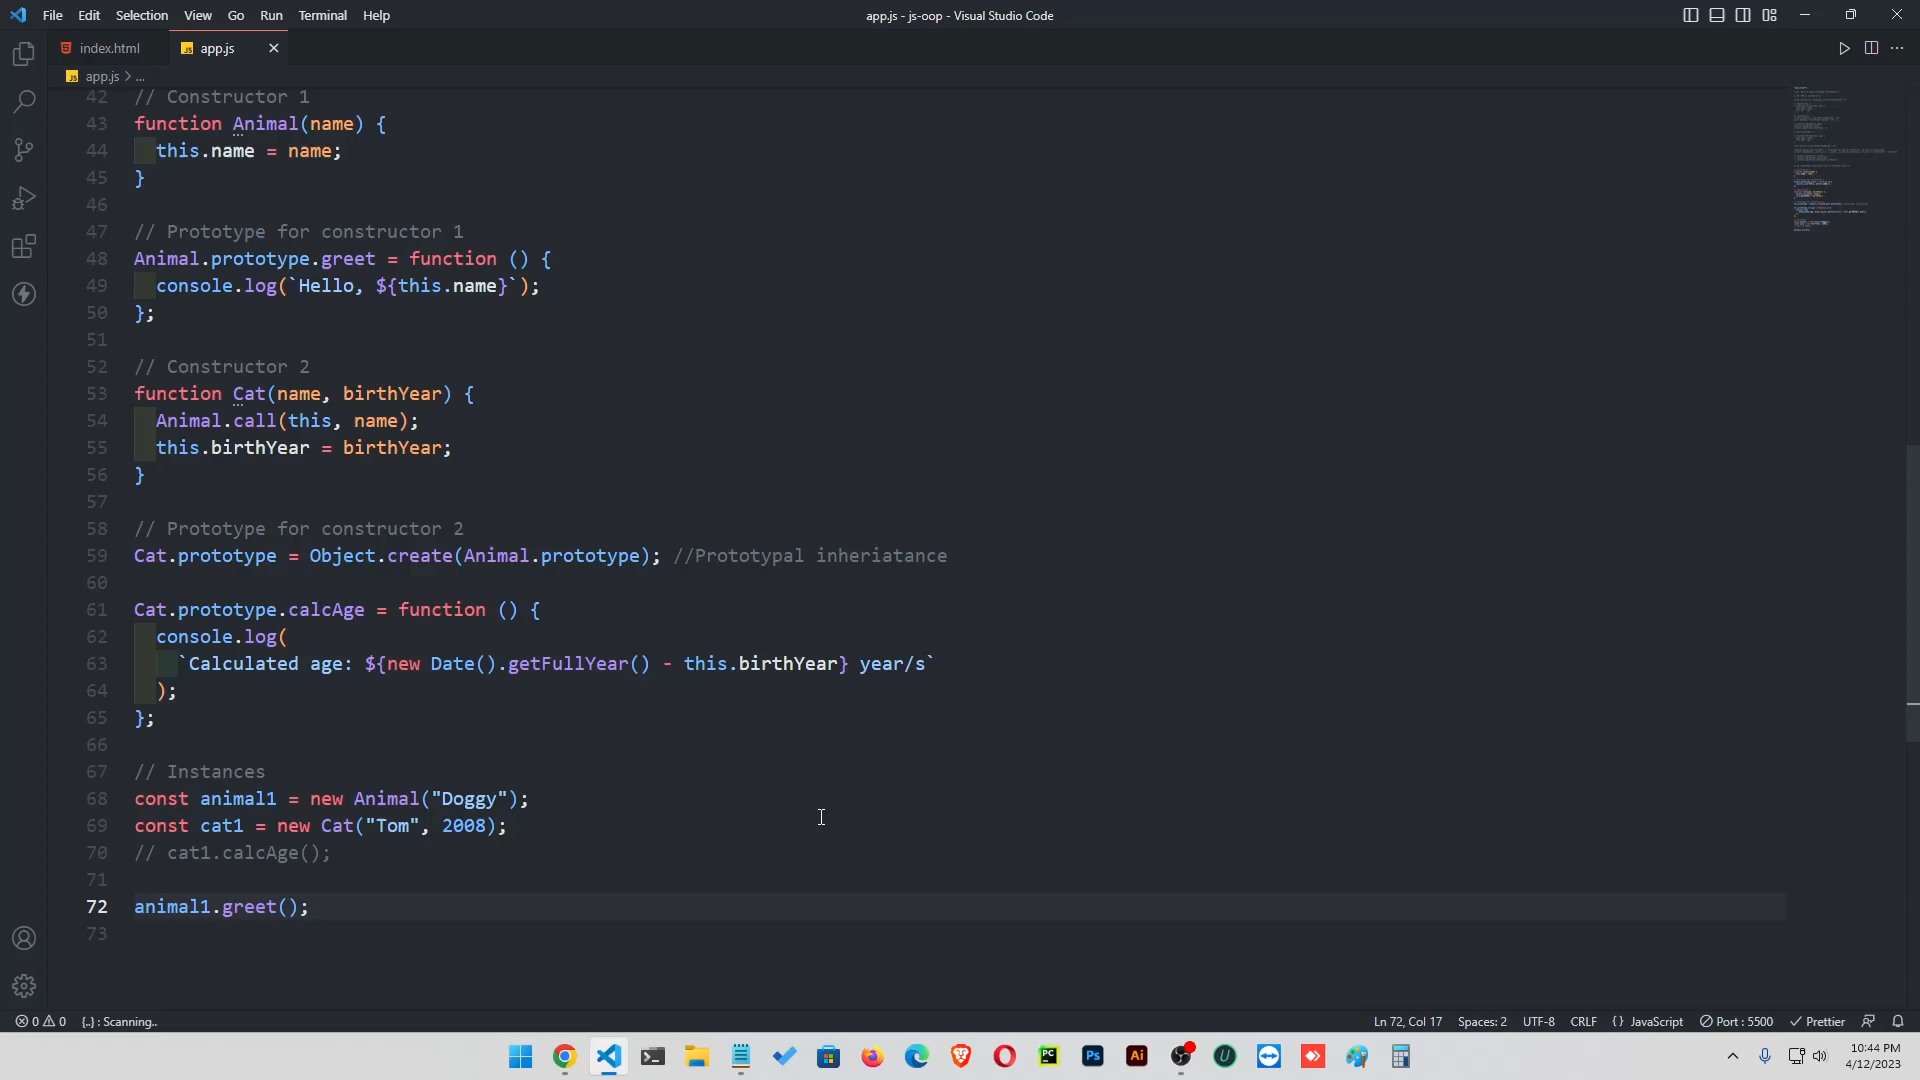 File Edit Selection View Go Run Terminal Help
app.js - js-oop - Visual Studio Code
index.html
app.js
app.js > ...
42 // Constructor 1
43 function Animal(name) {
44 this.name = name;
45 }
46
47 // Prototype for constructor 1
48 Animal.prototype.greet = function () {
49 console.log(`Hello, ${this.name}`);
50 };
51
52 // Constructor 2
53 function Cat(name, birthYear) {
54 Animal.call(this, name);
55 this.birthYear = birthYear;
56 }
57
58 // Prototype for constructor 2
59 Cat.prototype = Object.create(Animal.prototype); //Prototypal inheriatance
60
61 Cat.prototype.calcAge = function () {
62 console.log(
63 `Calculated age: ${new Date().getFullYear() - this.birthYear} year/s`
64 );
65 };
66
67 // Instances
68 const animal1 = new Animal("Doggy");
69 const cat1 = new Cat("Tom", 2008);
70 // cat1.calcAge();
71
72 animal1.greet();
73
0 0 {..} : Scanning..
Ln 72, Col 17 Spaces: 2 UTF-8 CRLF {} JavaScript Port : 5500 Prettier
PC Ps Ai U
10:44 PM
4/12/2023